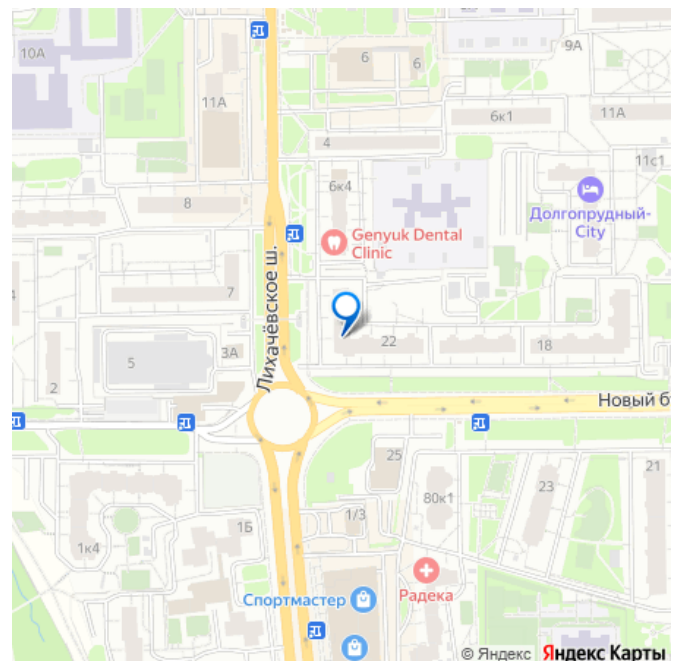 10А
6
6
9А
11А
6к1
11А
4
11с1
6к4
8
Долгопрудный-
City
Genyuk Dental
Clinic
Лихачёвское ш.
7
22
18
3А
5
2
Новый б
25
21
23
80к1
1/3
1Б
1к4
Радека
Спортмастер
© Яндекс Яндекс Карты